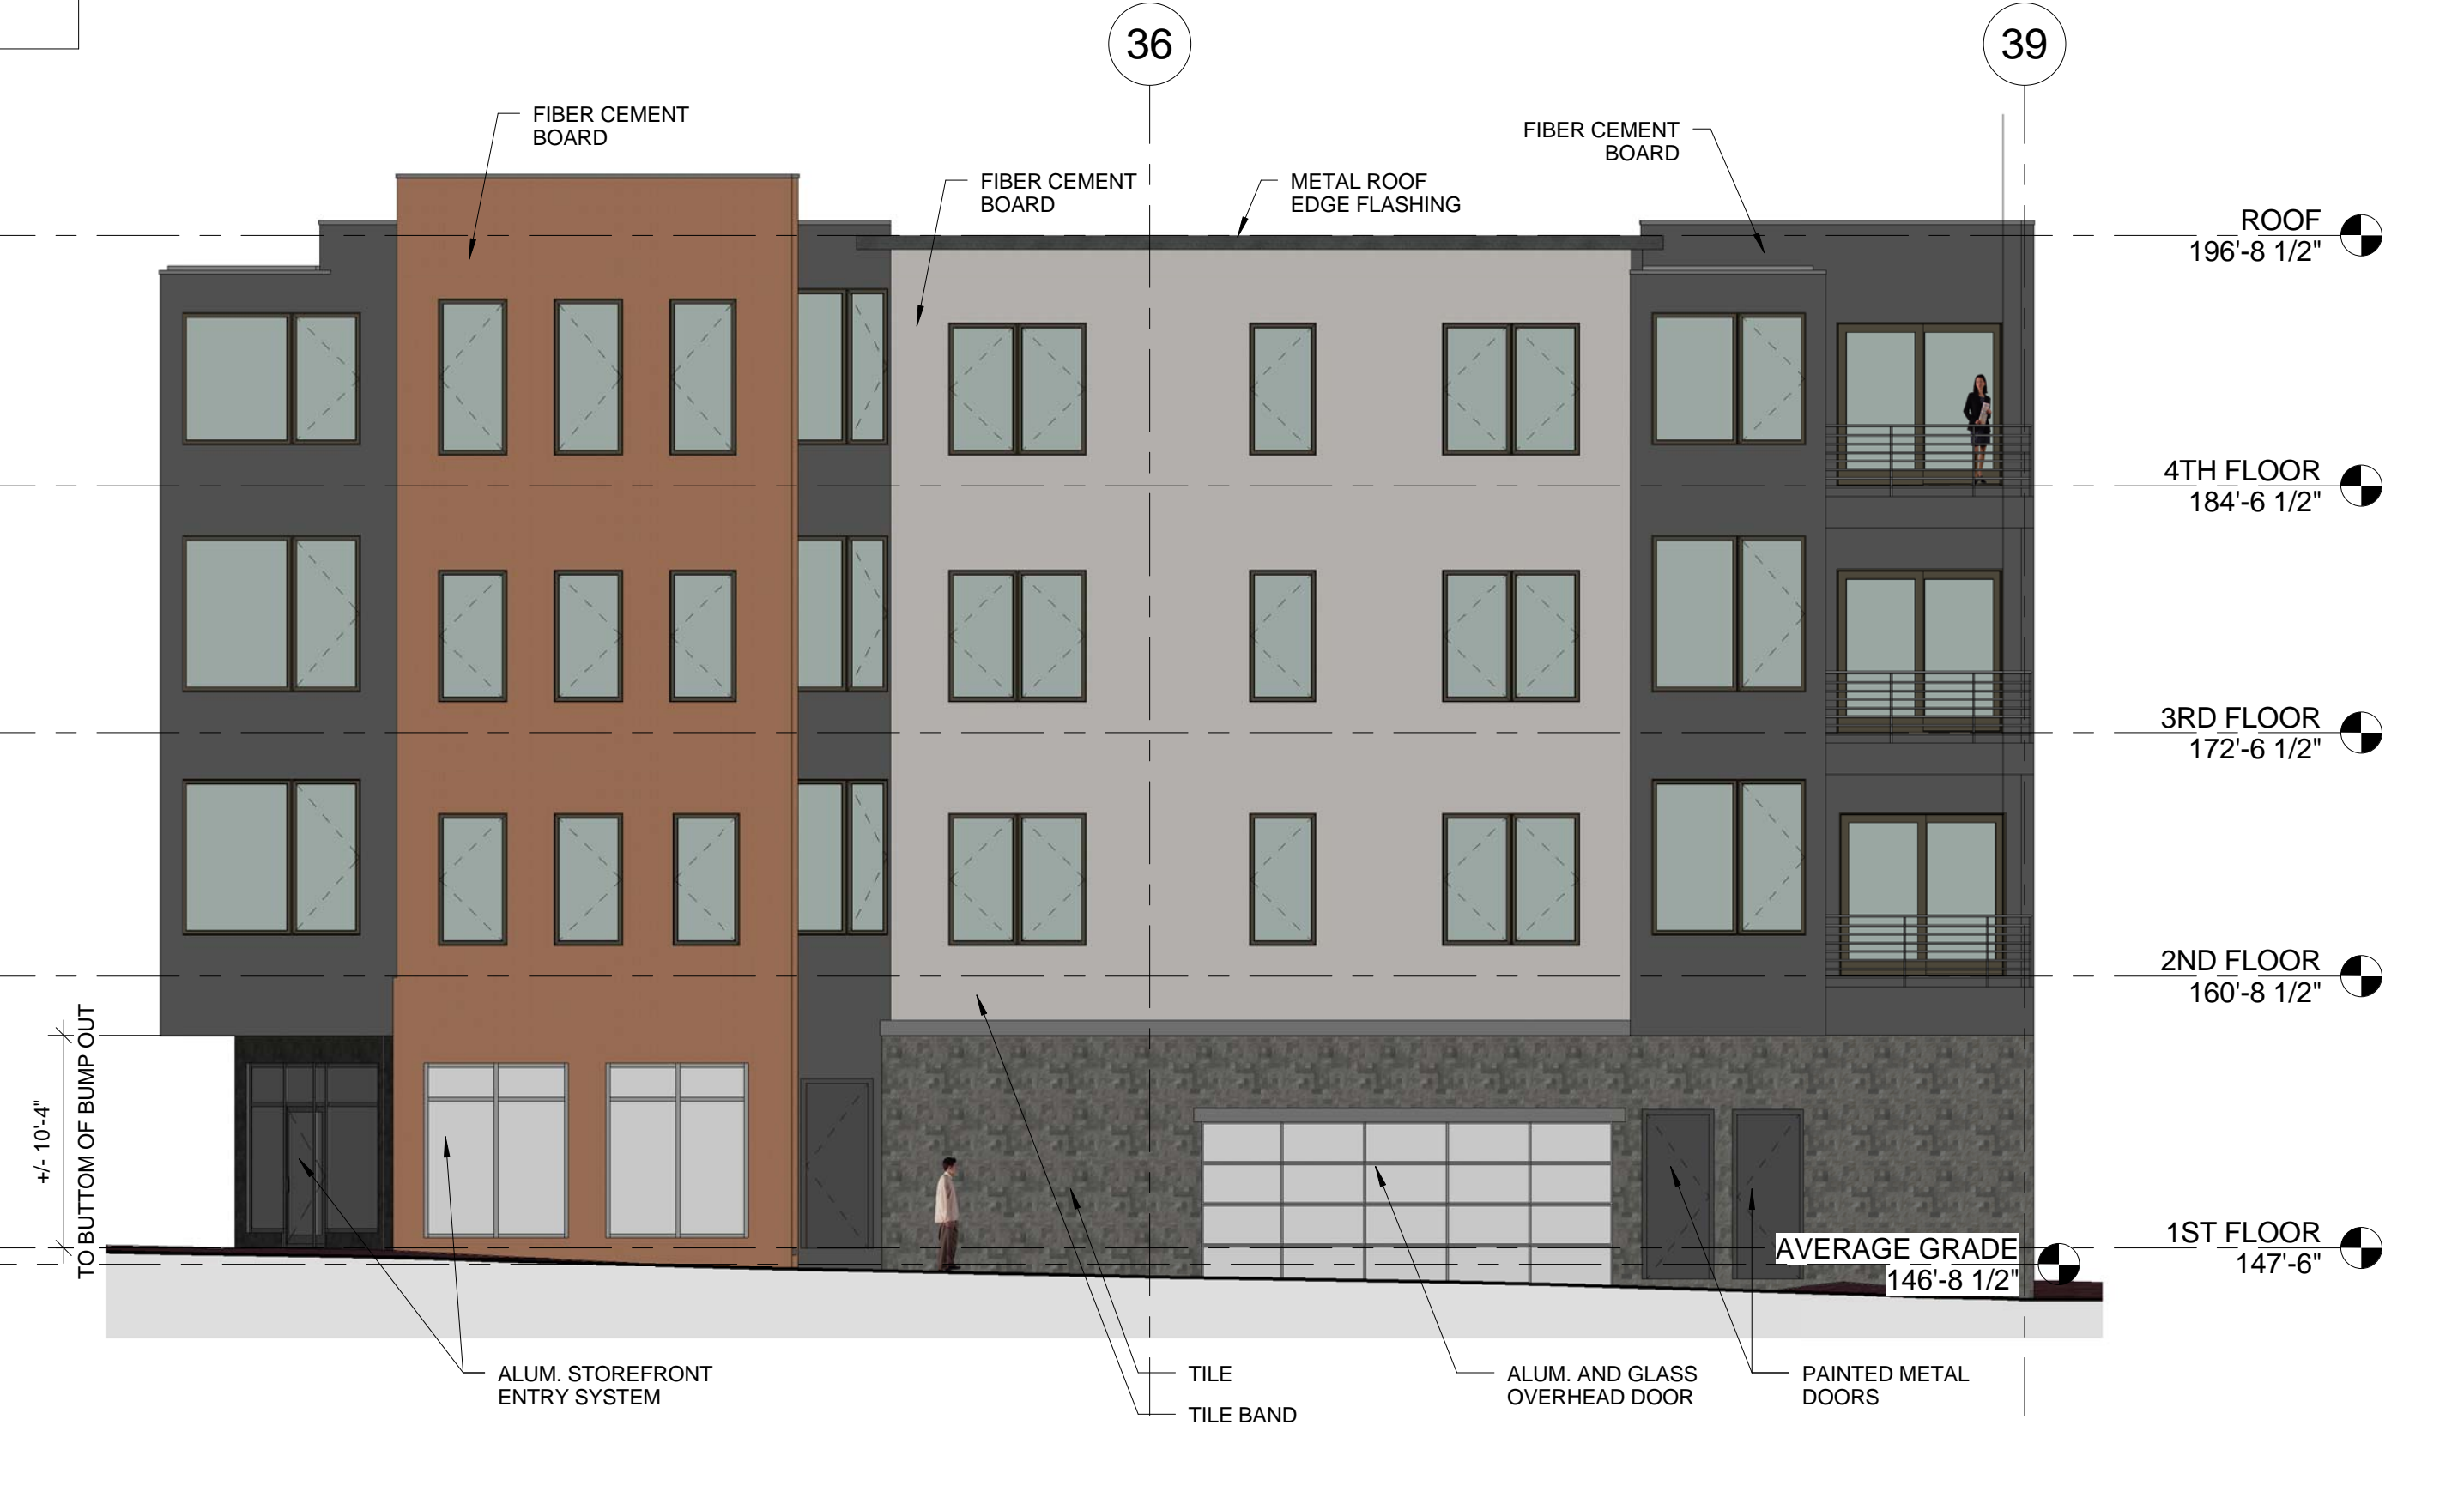 36
39
FIBER CEMENT
BOARD
FIBER CEMENT
BOARD
FIBER CEMENT
BOARD
METAL ROOF
EDGE FLASHING
ROOF
196'-8 1/2"
4TH FLOOR
184'-6 1/2"
3RD FLOOR
172'-6 1/2"
2ND FLOOR
160'-8 1/2"
+/- 10'-4"
TO BUTTOM OF BUMP OUT
1ST FLOOR
147'-6"
AVERAGE GRADE
146'-8 1/2"
ALUM. STOREFRONT
ENTRY SYSTEM
TILE
TILE BAND
ALUM. AND GLASS
OVERHEAD DOOR
PAINTED METAL
DOORS